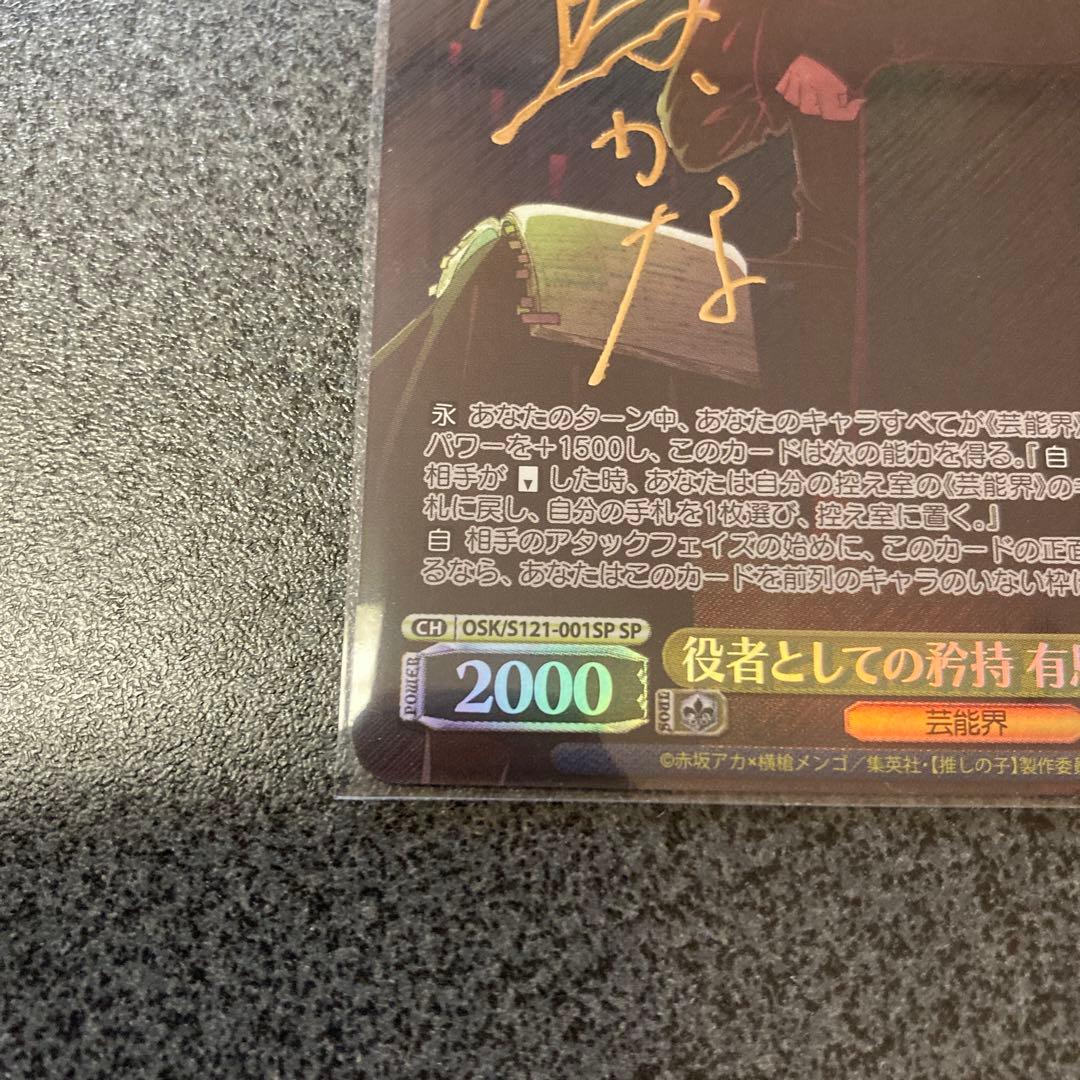 かな
永 あなたのターン中、あなたのキャラすべてが《芸能界》
パワーを＋1500し、このカードは次の能力を得る。『自
相手が した時、あなたは自分の控え室の《芸能界》の
札に戻し、自分の手札を1枚選び、控え室に置く。』
自 相手のアタックフェイズの始めに、このカードの正
るなら、あなたはこのカードを前列のキャラのいない枠に
CH OSK/S121-001SP SP
POWER 2000
役者としての矜持 有馬
SOUL
芸能界
©赤坂アカ×横槍メンゴ／集英社・【推しの子】製作委員